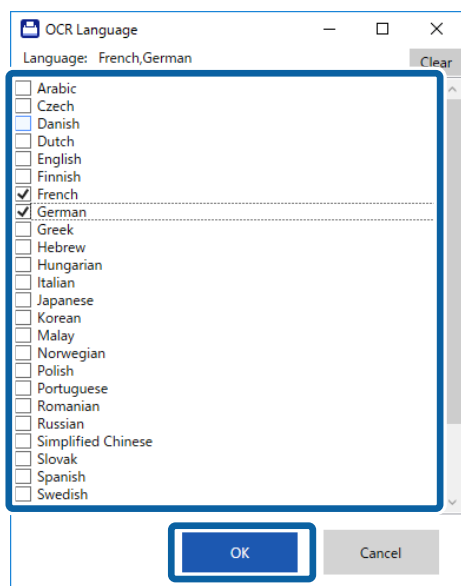 OCR Language
Language: French,German
Clear
Arabic
Czech
Danish
Dutch
English
Finnish
French
German
Greek
Hebrew
Hungarian
Italian
Japanese
Korean
Malay
Norwegian
Polish
Portuguese
Romanian
Russian
Simplified Chinese
Slovak
Spanish
Swedish
OK Cancel